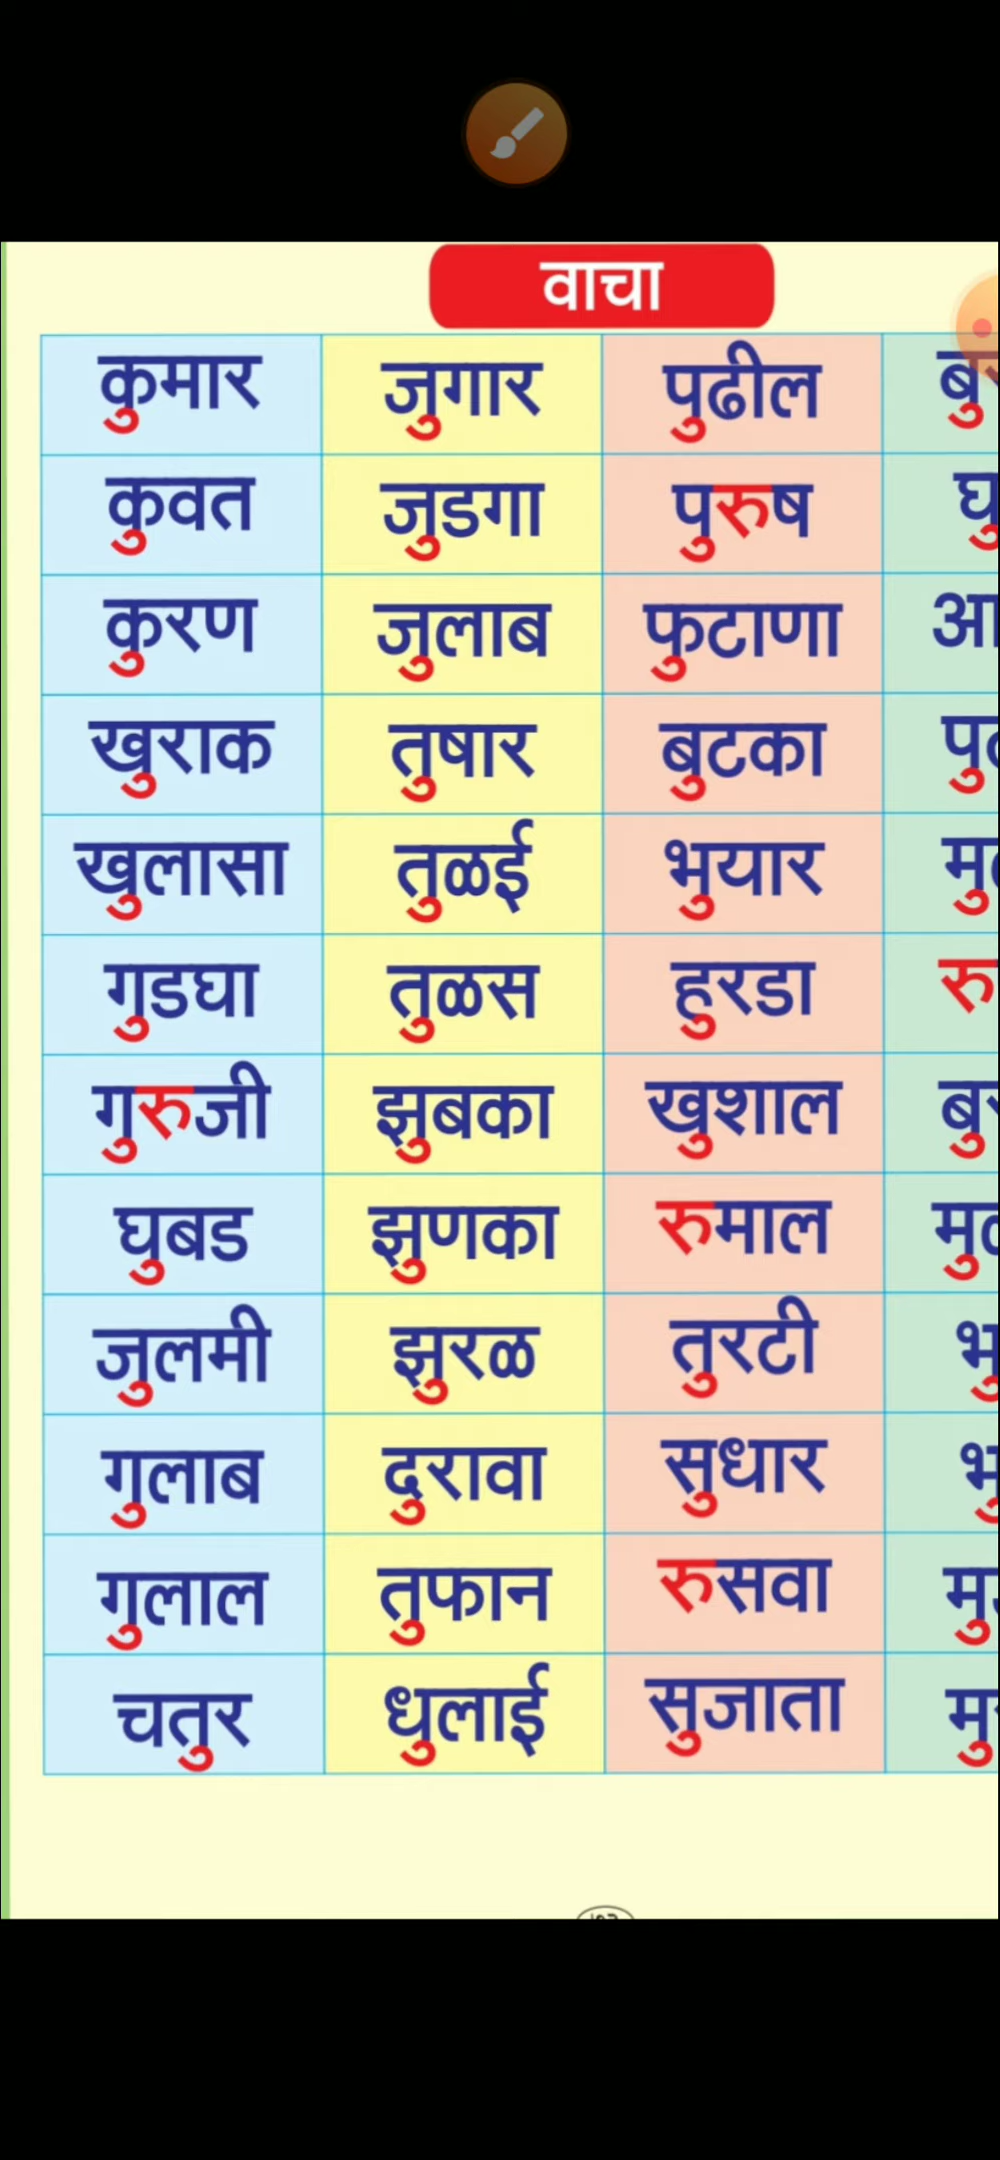 वाचा
कुमार जुगार पुढील
कुवत जुडगा पुरुष
कुरण जुलाब फुटाणा
खुराक तुषार बुटका
खुलासा तुळई भुयार
गुडघा तुळस हुरडा
गुरुजी झुबका खुशाल
घुबड झुणका रुमाल
जुलमी झुरळ तुरटी
गुलाब दुरावा सुधार
गुलाल तुफान रुसवा
चतुर धुलाई सुजाता